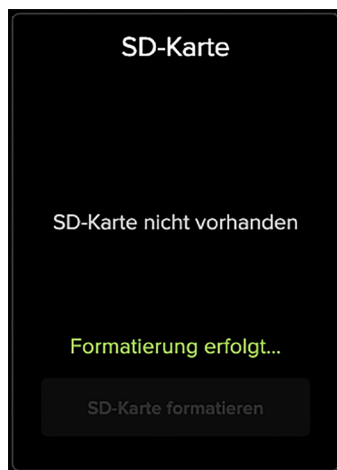 SD-Karte
SD-Karte nicht vorhanden
Formatierung erfolgt...
SD-Karte formatieren